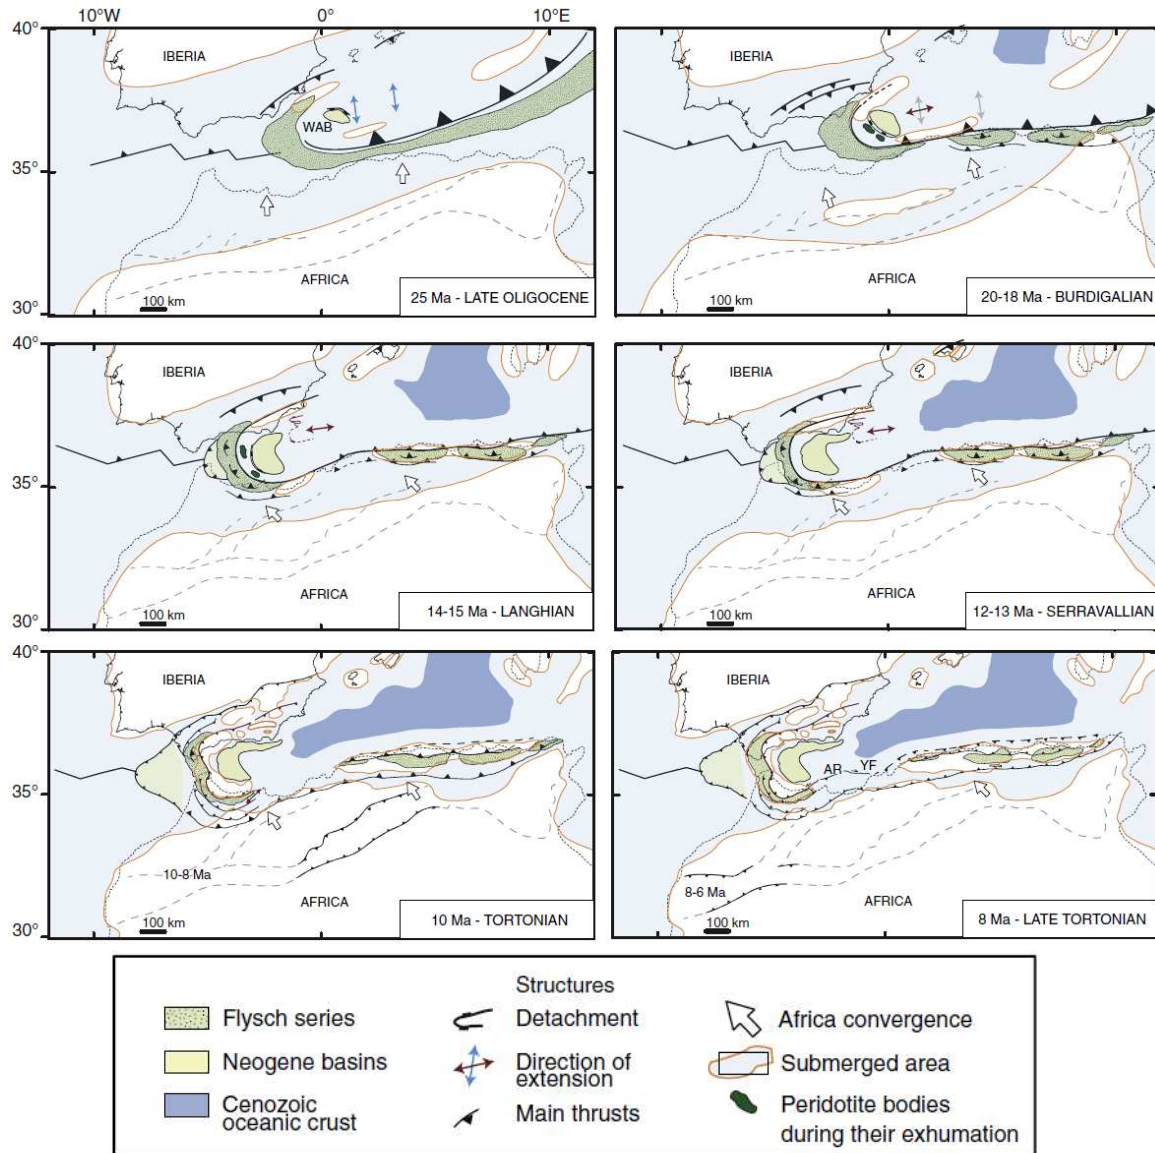 10°W 0° 10°E
40°
IBERIA
WAB
35°
AFRICA
30°
100 km
25 Ma - LATE OLIGOCENE
IBERIA
AFRICA
100 km
20-18 Ma - BURDIGALIAN
40°
IBERIA
35°
AFRICA
30°
100 km
14-15 Ma - LANGHIAN
IBERIA
AFRICA
100 km
12-13 Ma - SERRAVALLIAN
40°
IBERIA
35°
10-8 Ma
AFRICA
30°
100 km
10 Ma - TORTONIAN
IBERIA
AR YF
8-6 Ma
AFRICA
100 km
8 Ma - LATE TORTONIAN
Structures
Flysch series
Neogene basins
Cenozoic
oceanic crust
Detachment
Direction of
extension
Main thrusts
Africa convergence
Submerged area
Peridotite bodies
during their exhumation